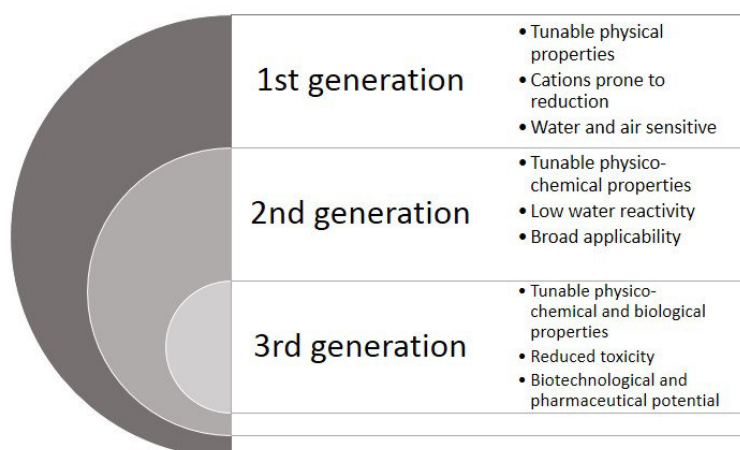 1st generation
• Tunable physical
properties
• Cations prone to
reduction
• Water and air sensitive
2nd generation
• Tunable physico-
chemical properties
• Low water reactivity
• Broad applicability
3rd generation
• Tunable physico-
chemical and biological
properties
• Reduced toxicity
• Biotechnological and
pharmaceutical potential